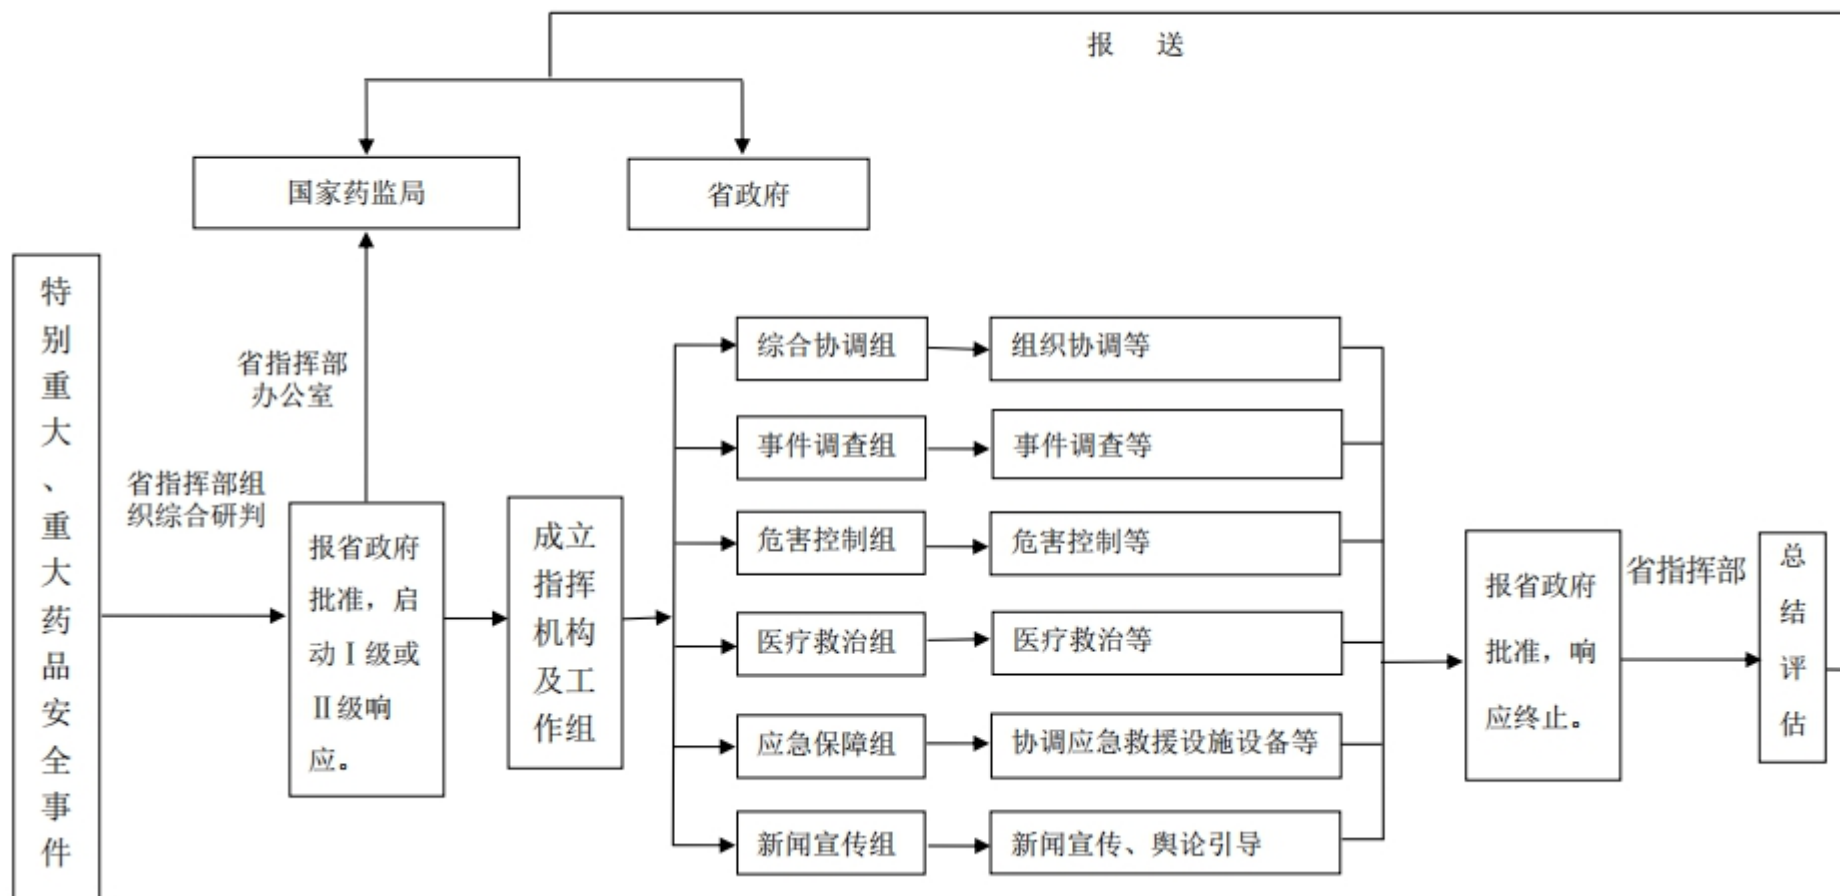 报 送
国家药监局
省政府
特别重大、重大药品安全事件
省指挥部
办公室
省指挥部组
织综合研判
报省政府
批准，启
动Ⅰ级或
Ⅱ级响
应。
成立
指挥
机构
及工
作组
综合协调组
组织协调等
事件调查组
事件调查等
危害控制组
危害控制等
医疗救治组
医疗救治等
应急保障组
协调应急救援设施设备等
新闻宣传组
新闻宣传、舆论引导
报省政府
批准，响
应终止。
省指挥部
总结评估